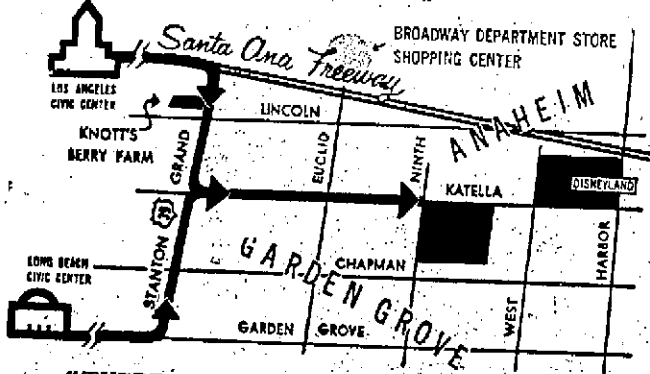 Santa Ana Freeway
BROADWAY DEPARTMENT STORE
SHOPPING CENTER
LOS ANGELES
CIVIC CENTER
KNOTT'S
BERRY FARM
LINCOLN
ANAHEIM
GRAND
EUCLID
NINTH
KATELLA
DISNEYLAND
39
STANTON
LONG BEACH
CIVIC CENTER
GARDEN GROVE
CHAPMAN
HARBOR
WEST
GARDEN GROVE